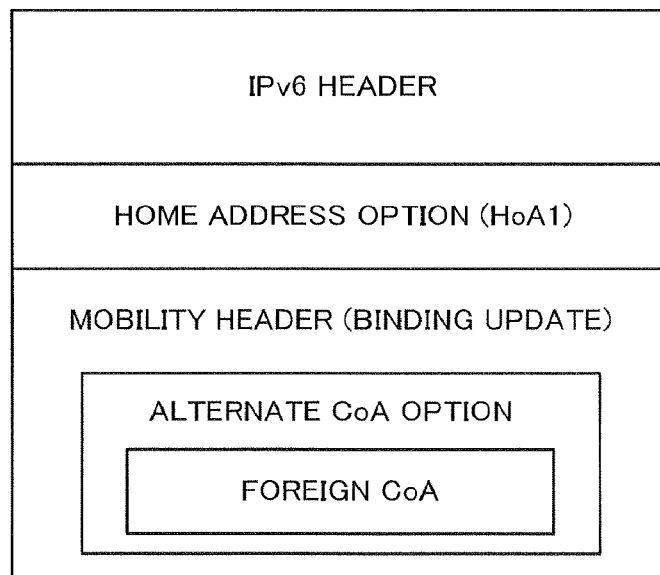 IPv6 HEADER
HOME ADDRESS OPTION (HoA1)
MOBILITY HEADER (BINDING UPDATE)
ALTERNATE CoA OPTION
FOREIGN CoA